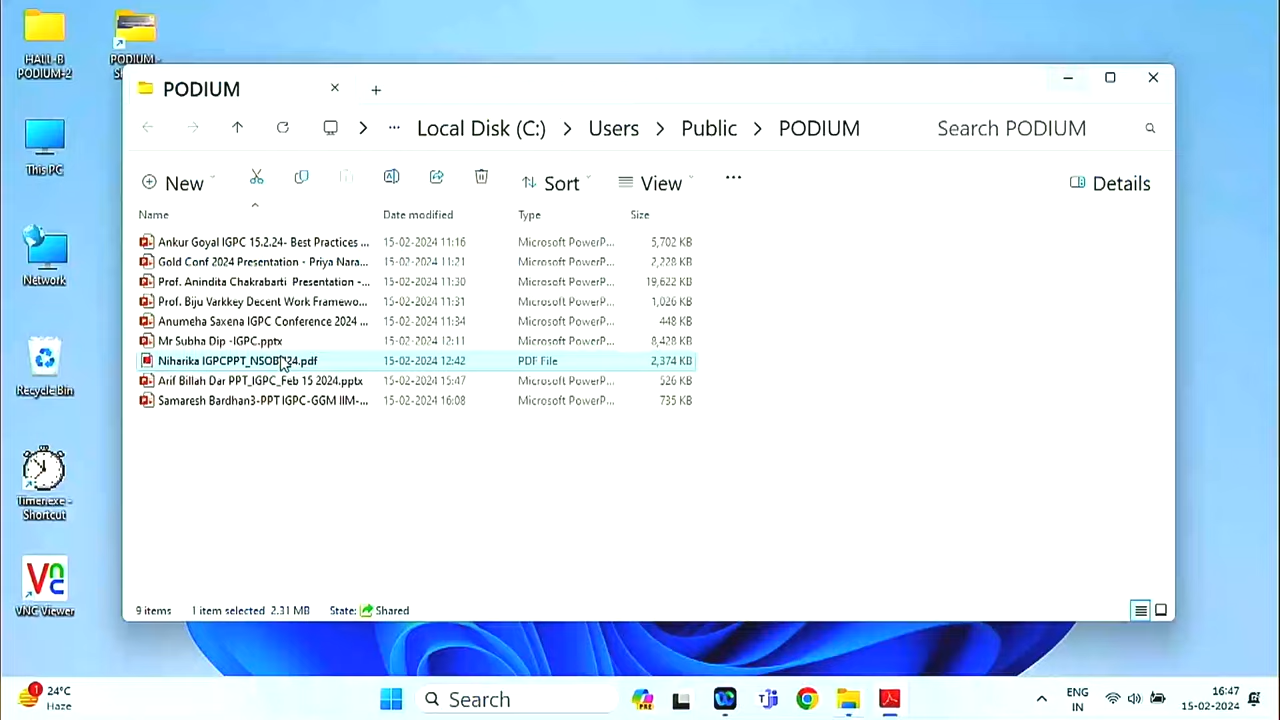 HALL-B
PODIUM-2
PODIUM -
PODIUM
Local Disk (C:) > Users > Public > PODIUM
Search PODIUM
New
Sort
View
Details
Name Date modified Type Size
Ankur Goyal IGPC 15.2.24- Best Practices ... 15-02-2024 11:16 Microsoft PowerP... 5,702 KB
Gold Conf 2024 Presentation - Priya Nara... 15-02-2024 11:21 Microsoft PowerP... 2,228 KB
Prof. Anindita Chakrabarti Presentation -... 15-02-2024 11:30 Microsoft PowerP... 19,622 KB
Prof. Biju Varkkey Decent Work Framewo... 15-02-2024 11:31 Microsoft PowerP... 1,026 KB
Anumeha Saxena IGPC Conference 2024 ... 15-02-2024 11:34 Microsoft PowerP... 448 KB
Mr Subha Dip -IGPC.pptx 15-02-2024 12:11 Microsoft PowerP... 8,428 KB
Niharika 15-02-2024 12:42 PDF File 2,374 KB
Arif Billah Dar PPT_IGPC_Feb 15 2024.pptx 15-02-2024 15:47 Microsoft PowerP... 526 KB
Samaresh Bardhan3-PPT IGPC-GGM IIM-... 15-02-2024 16:08 Microsoft PowerP... 735 KB
This PC
Network
Recycle Bin
Shortcut
VNC Viewer
9 items 1 item selected 2.31 MB State: Shared
1
24°C
Haze
Search
PRE
ENG
IN
16:47
15-02-2024